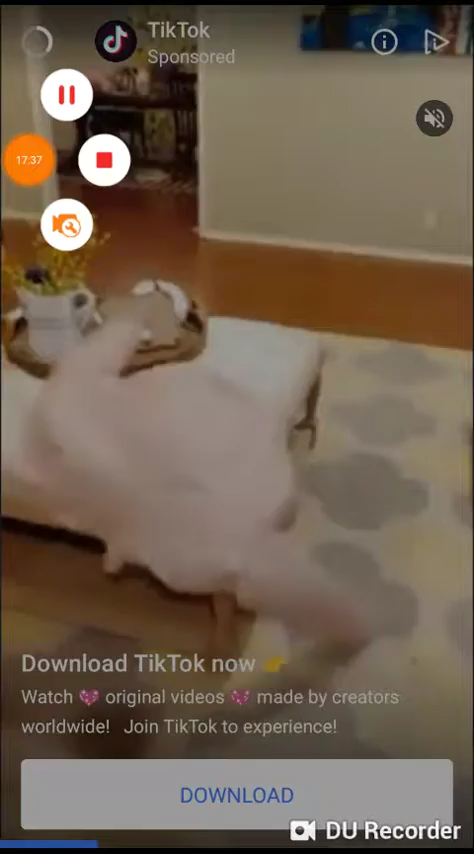 TikTok
Sponsored
17:37
Download TikTok now 👉
Watch 💖 original videos 💖 made by creators
worldwide! Join TikTok to experience!
DOWNLOAD
DU Recorder